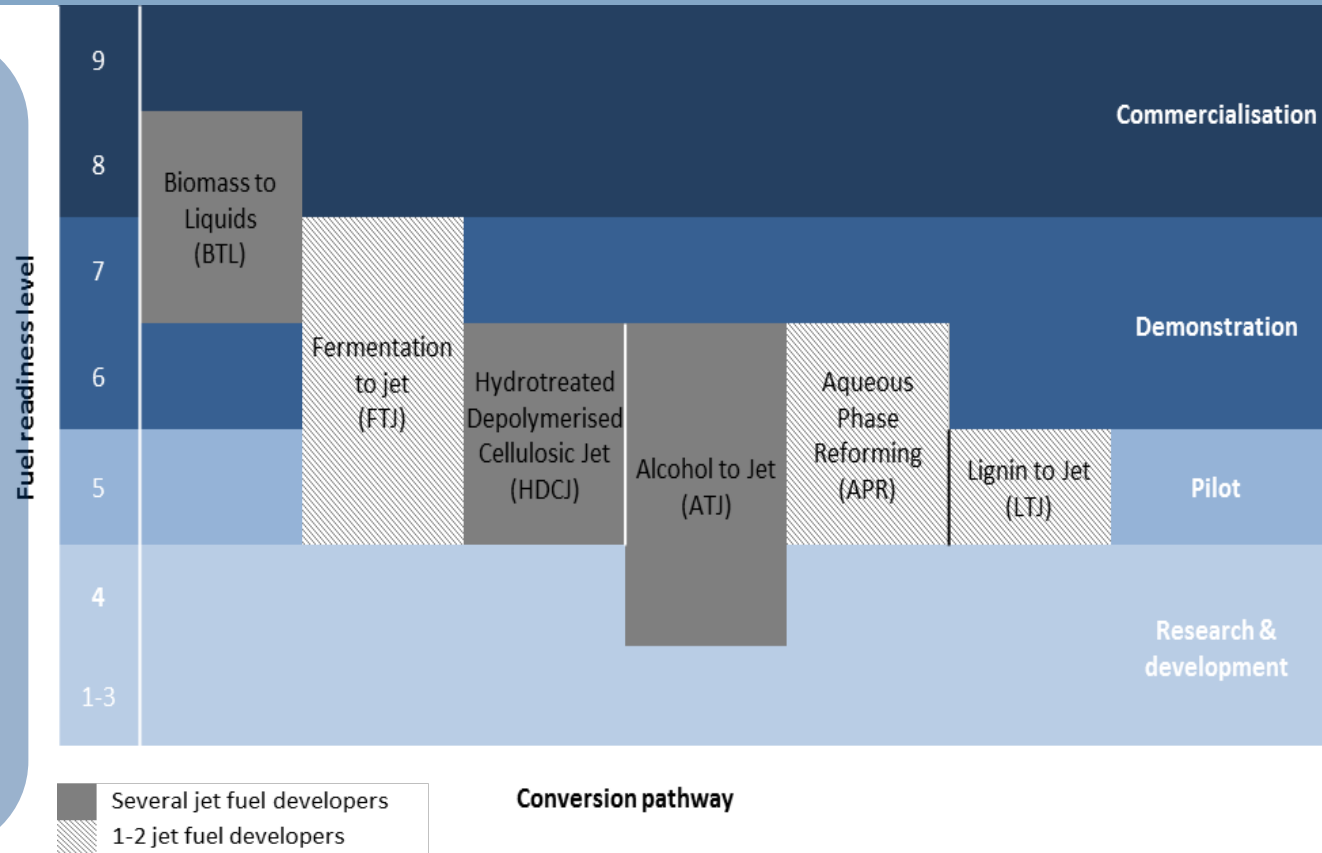 Fuel readiness level
9
8
7
6
5
4
1-3
Biomass to
Liquids
(BTL)
Fermentation
to jet
(FTJ)
Hydrotreated
Depolymerised
Cellulosic Jet
(HDCJ)
Alcohol to Jet
(ATJ)
Aqueous
Phase
Reforming
(APR)
Lignin to Jet
(LTJ)
Commercialisation
Demonstration
Pilot
Research &
development
Several jet fuel developers
1-2 jet fuel developers
Conversion pathway